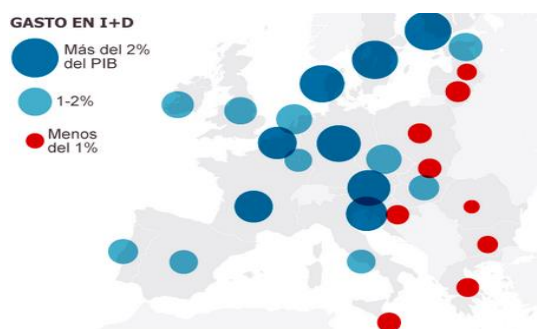 GASTO EN I+D
Más del 2%
del PIB
1-2%
Menos
del 1%